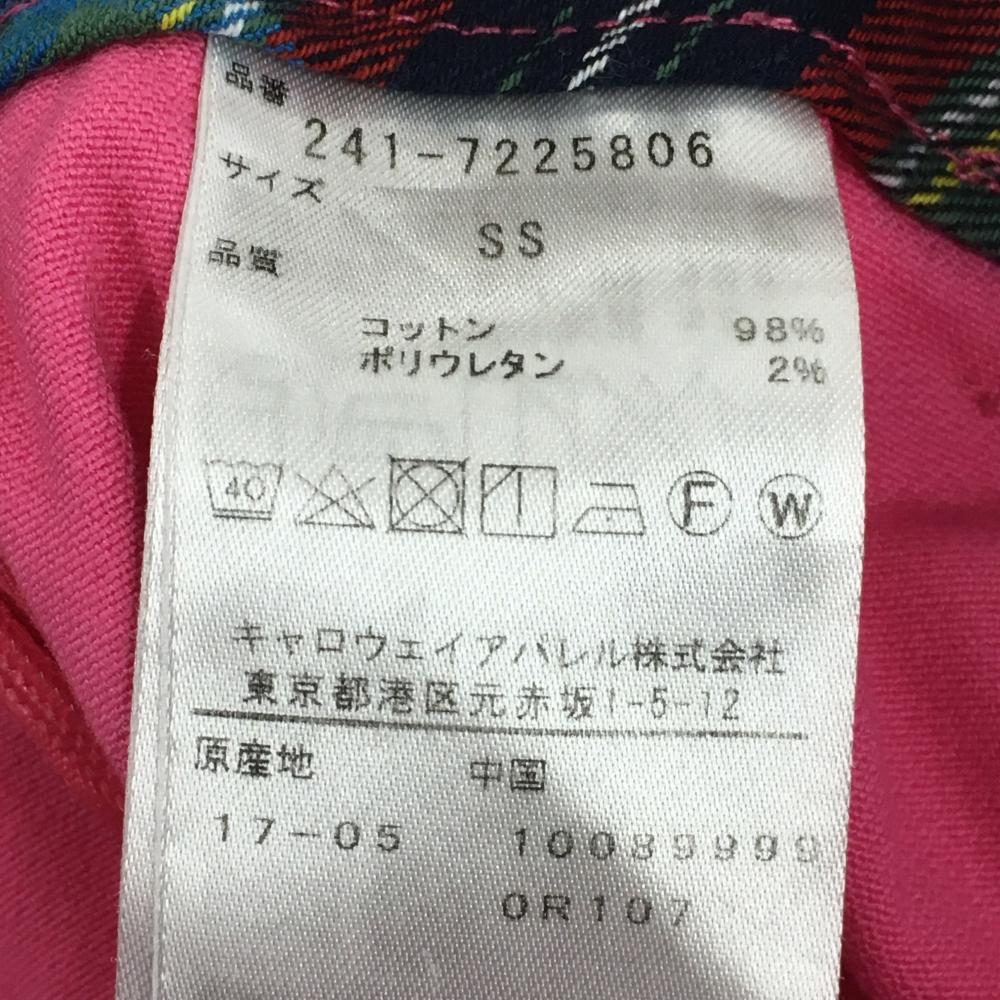 品番
241-7225806
サイズ
SS
品質
コットン 98%
ポリウレタン 2%
40 F W
キャロウェイアパレル株式会社
東京都港区元赤坂1-5-12
原産地 中国
17-05 10089999
0R107